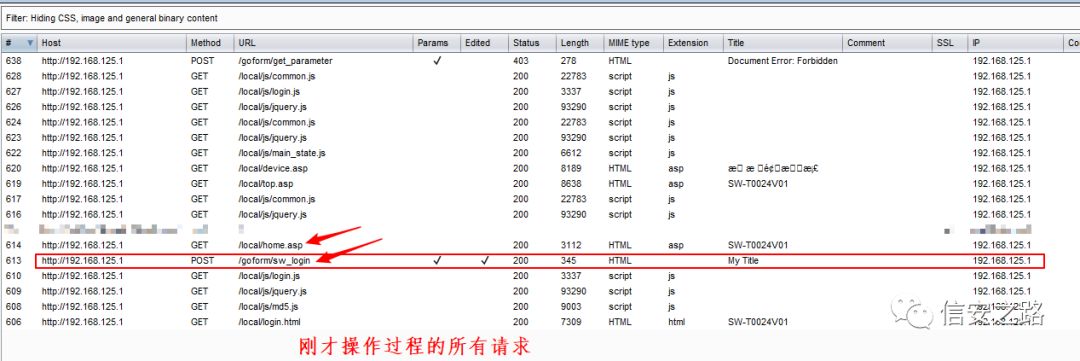 Filter: Hiding CSS, image and general binary content
# Host Method URL Params Edited Status Length MIME type Extension Title Comment SSL IP
638 http://192.168.125.1 POST /goform/get_parameter ✓ 403 278 HTML Document Error: Forbidden 192.168.125.1
628 http://192.168.125.1 GET /local/js/common.js 200 22783 script js 192.168.125.1
627 http://192.168.125.1 GET /local/js/login.js 200 3337 script js 192.168.125.1
626 http://192.168.125.1 GET /local/js/jquery.js 200 93290 script js 192.168.125.1
624 http://192.168.125.1 GET /local/js/common.js 200 22783 script js 192.168.125.1
623 http://192.168.125.1 GET /local/js/jquery.js 200 93290 script js 192.168.125.1
622 http://192.168.125.1 GET /local/js/main_state.js 200 6612 script js 192.168.125.1
620 http://192.168.125.1 GET /local/device.asp 200 8189 HTML asp 192.168.125.1
619 http://192.168.125.1 GET /local/top.asp 200 8638 HTML asp SW-T0024V01 192.168.125.1
617 http://192.168.125.1 GET /local/js/common.js 200 22783 script js 192.168.125.1
616 http://192.168.125.1 GET /local/js/jquery.js 200 93290 script js 192.168.125.1
614 http://192.168.125.1 GET /local/home.asp 200 3112 HTML asp SW-T0024V01 192.168.125.1
613 http://192.168.125.1 POST /goform/sw_login ✓ ✓ 200 345 HTML My Title 192.168.125.1
610 http://192.168.125.1 GET /local/js/login.js 200 3337 script js 192.168.125.1
609 http://192.168.125.1 GET /local/js/jquery.js 200 93290 script js 192.168.125.1
608 http://192.168.125.1 GET /local/js/md5.js 200 9003 script js 192.168.125.1
606 http://192.168.125.1 GET /local/login.html 200 7309 HTML html SW-T0024V01 192.168.125.1
信安之路
刚才操作过程的所有请求